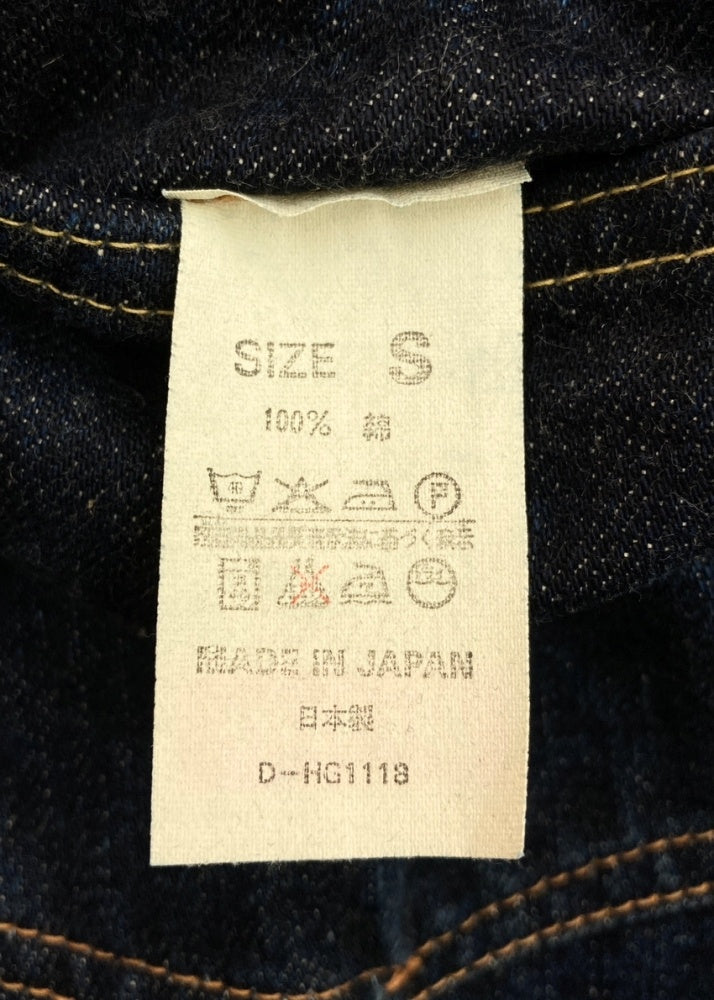 SIZE S
100% 綿
P
MADE IN JAPAN
日本製
D-HG1118